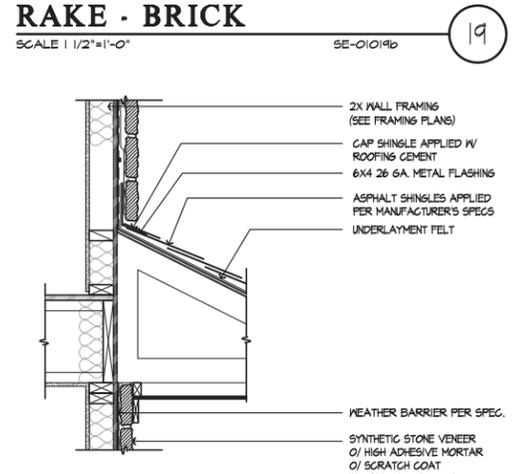 RAKE - BRICK
SCALE 1 1/2"=1'-0"
SE-01019b
19
2X WALL FRAMING
(SEE FRAMING PLANS)
CAP SHINGLE APPLIED W/
ROOFING CEMENT
6X4 26 GA. METAL FLASHING
ASPHALT SHINGLES APPLIED
PER MANUFACTURER'S SPECS
UNDERLAYMENT FELT
WEATHER BARRIER PER SPEC.
SYNTHETIC STONE VENEER
O/ HIGH ADHESIVE MORTAR
O/ SCRATCH COAT